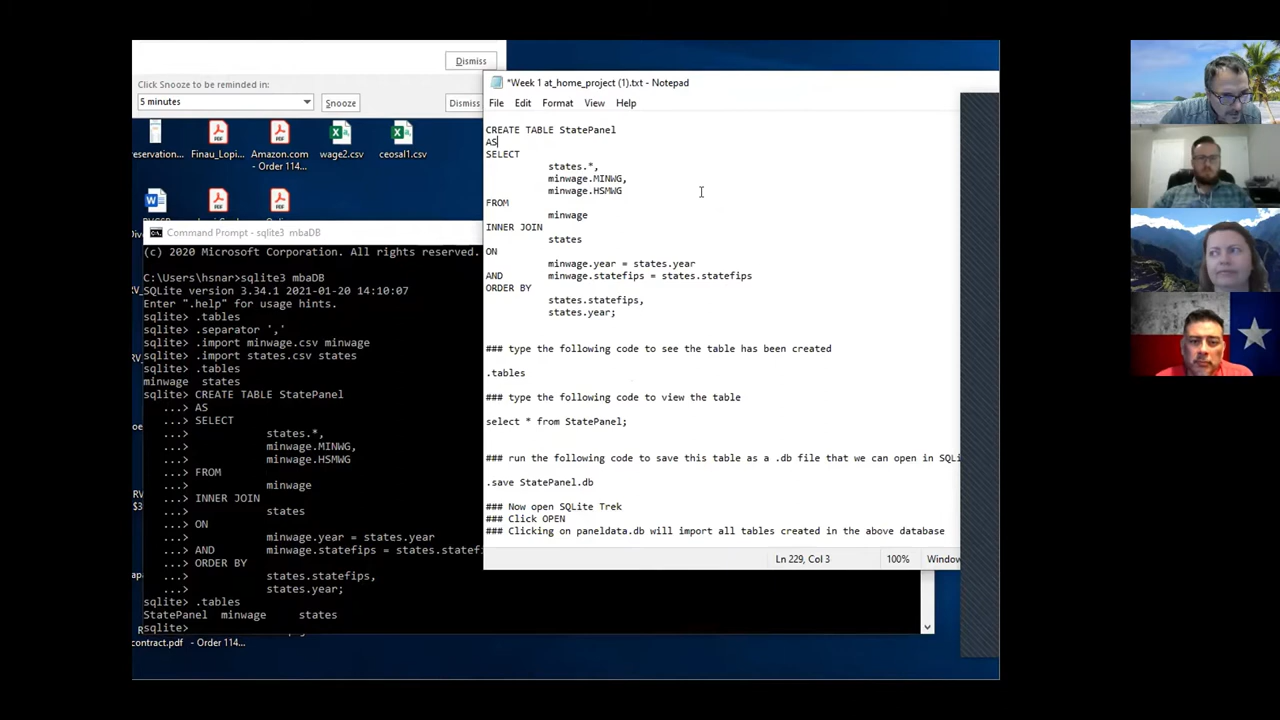 Dismiss
Click Snooze to be reminded in:
5 minutes
Snooze
Dismiss
Finau_Lopi...
Amazon.com
- Order 114...
wage2.csv
ceosal1.csv
Command Prompt - sqlite3 mbaDB
(c) 2020 Microsoft Corporation. All rights reserved.
C:\Users\hsnar>sqlite3 mbaDB
SQLite version 3.34.1 2021-01-20 14:10:07
Enter ".help" for usage hints.
sqlite> .tables
sqlite> .separator ','
sqlite> .import minwage.csv minwage
sqlite> .import states.csv states
sqlite> .tables
minwage  states
sqlite> CREATE TABLE StatePanel
...> AS
...> SELECT
...> states.*,
...> minwage.MINWG,
...> minwage.HSMWG
...> FROM
...> minwage
...> INNER JOIN
...> states
...> ON
...> minwage.year = states.year
...> AND minwage.statefips = states.statefi
...> ORDER BY
...> states.statefips,
...> states.year;
sqlite> .tables
StatePanel  minwage  states
sqlite>
contract.pdf
- Order 114...
*Week 1 at_home_project (1).txt - Notepad
File Edit Format View Help
CREATE TABLE StatePanel
AS
SELECT
states.*,
minwage.MINWG,
minwage.HSMWG
FROM
minwage
INNER JOIN
states
ON
minwage.year = states.year
AND minwage.statefips = states.statefips
ORDER BY
states.statefips,
states.year;
### type the following code to see the table has been created
.tables
### type the following code to view the table
select * from StatePanel;
### run the following code to save this table as a .db file that we can open in SQLi
.save StatePanel.db
### Now open SQLite Trek
### Click OPEN
### Clicking on paneldata.db will import all tables created in the above database
Ln 229, Col 3
100%
Window